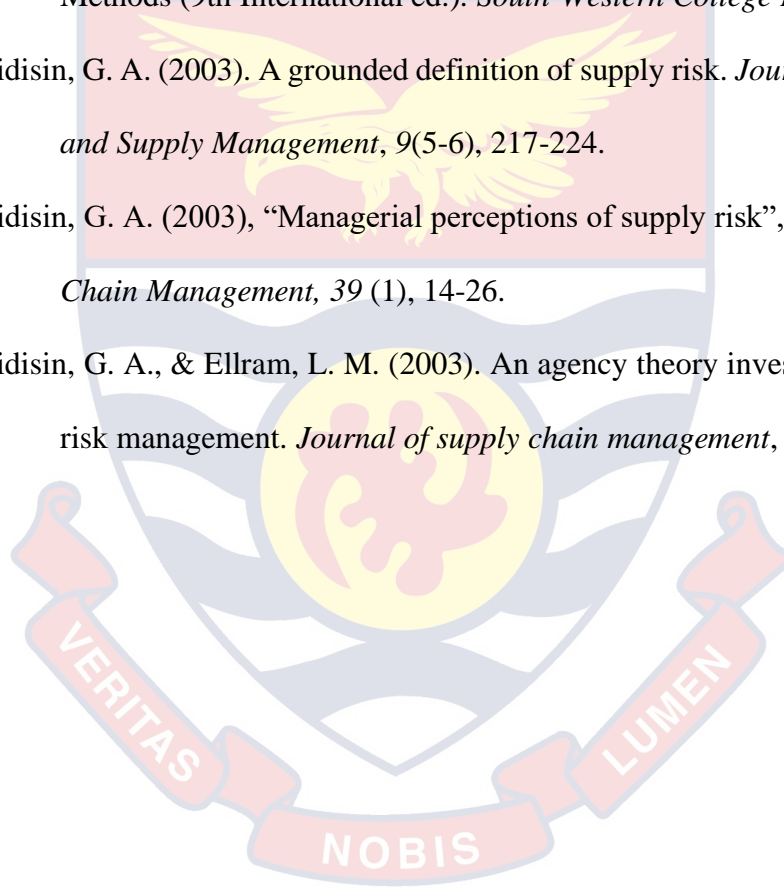 Methods (9th International ed.). South Western College
idisin, G. A. (2003). A grounded definition of supply risk. Jour
and Supply Management, 9(5-6), 217-224.
idisin, G. A. (2003), “Managerial perceptions of supply risk”,
Chain Management, 39 (1), 14-26.
idisin, G. A., & Ellram, L. M. (2003). An agency theory inves
risk management. Journal of supply chain management,
VERITAS
NOBIS
LUMEN